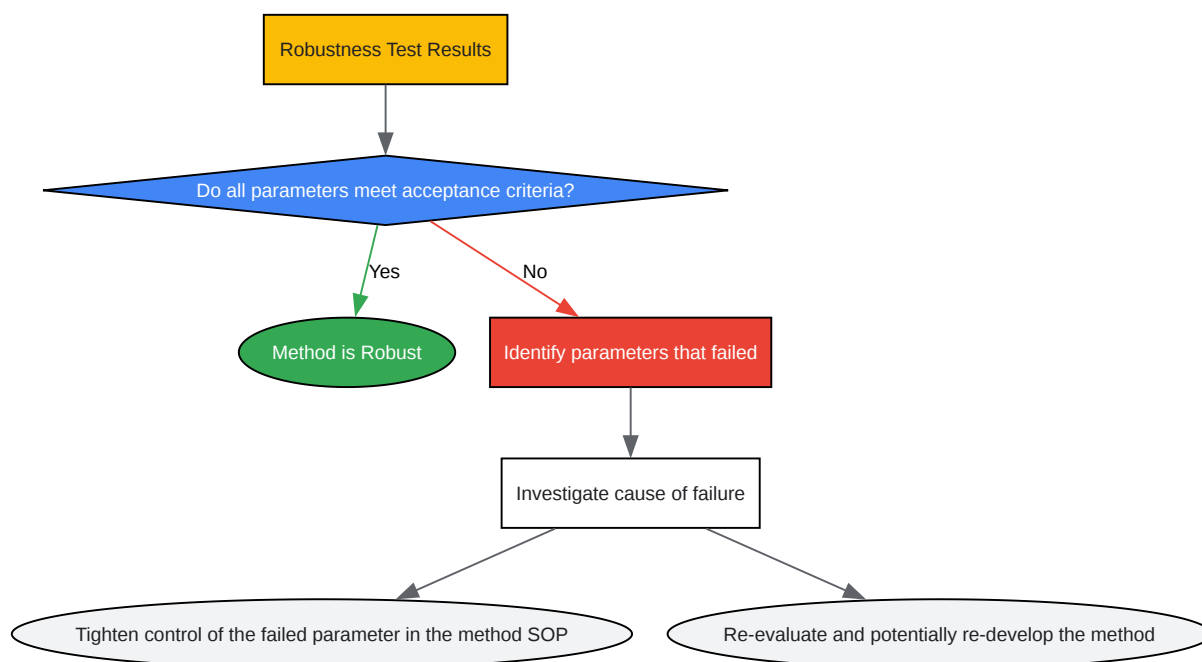 Robustness Test Results
Do all parameters meet acceptance criteria?
Yes
No
Method is Robust
Identify parameters that failed
Investigate cause of failure
Tighten control of the failed parameter in the method SOP
Re-evaluate and potentially re-develop the method